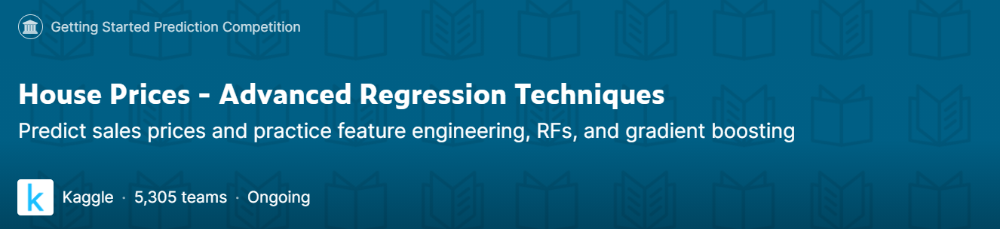 Getting Started Prediction Competition
House Prices - Advanced Regression Techniques
Predict sales prices and practice feature engineering, RFs, and gradient boosting
k Kaggle · 5,305 teams · Ongoing